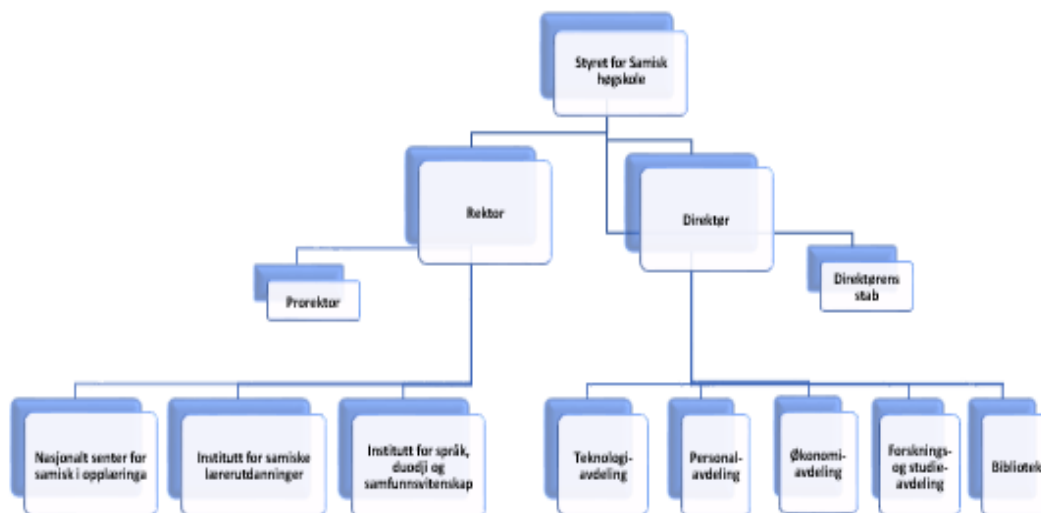 Styret for Samisk
høgskole
Rektor
Direktør
Prorektor
Direktørens
stab
Nasjonalt senter for
samisk i opplæringa
Institutt for samiske
lærerutdanninger
Institutt for språk,
duodji og
samfunnsvitenskap
Teknologi-
avdeling
Personal-
avdeling
Økonomi-
avdeling
Forsknings-
og studie-
avdeling
Bibliotek